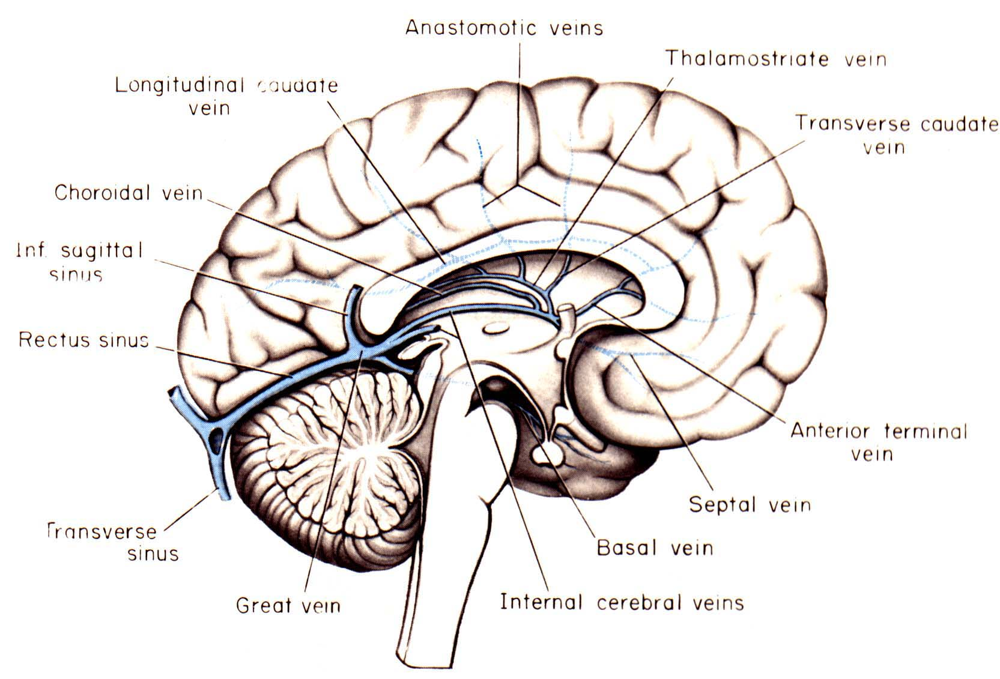 Anastomotic veins
Thalamostriate vein
Longitudinal caudate
vein
Transverse caudate
vein
Choroidal vein
Inf. sagittal
sinus
Rectus sinus
Anterior terminal
vein
Septal vein
Transverse
sinus
Basal vein
Great vein
Internal cerebral veins